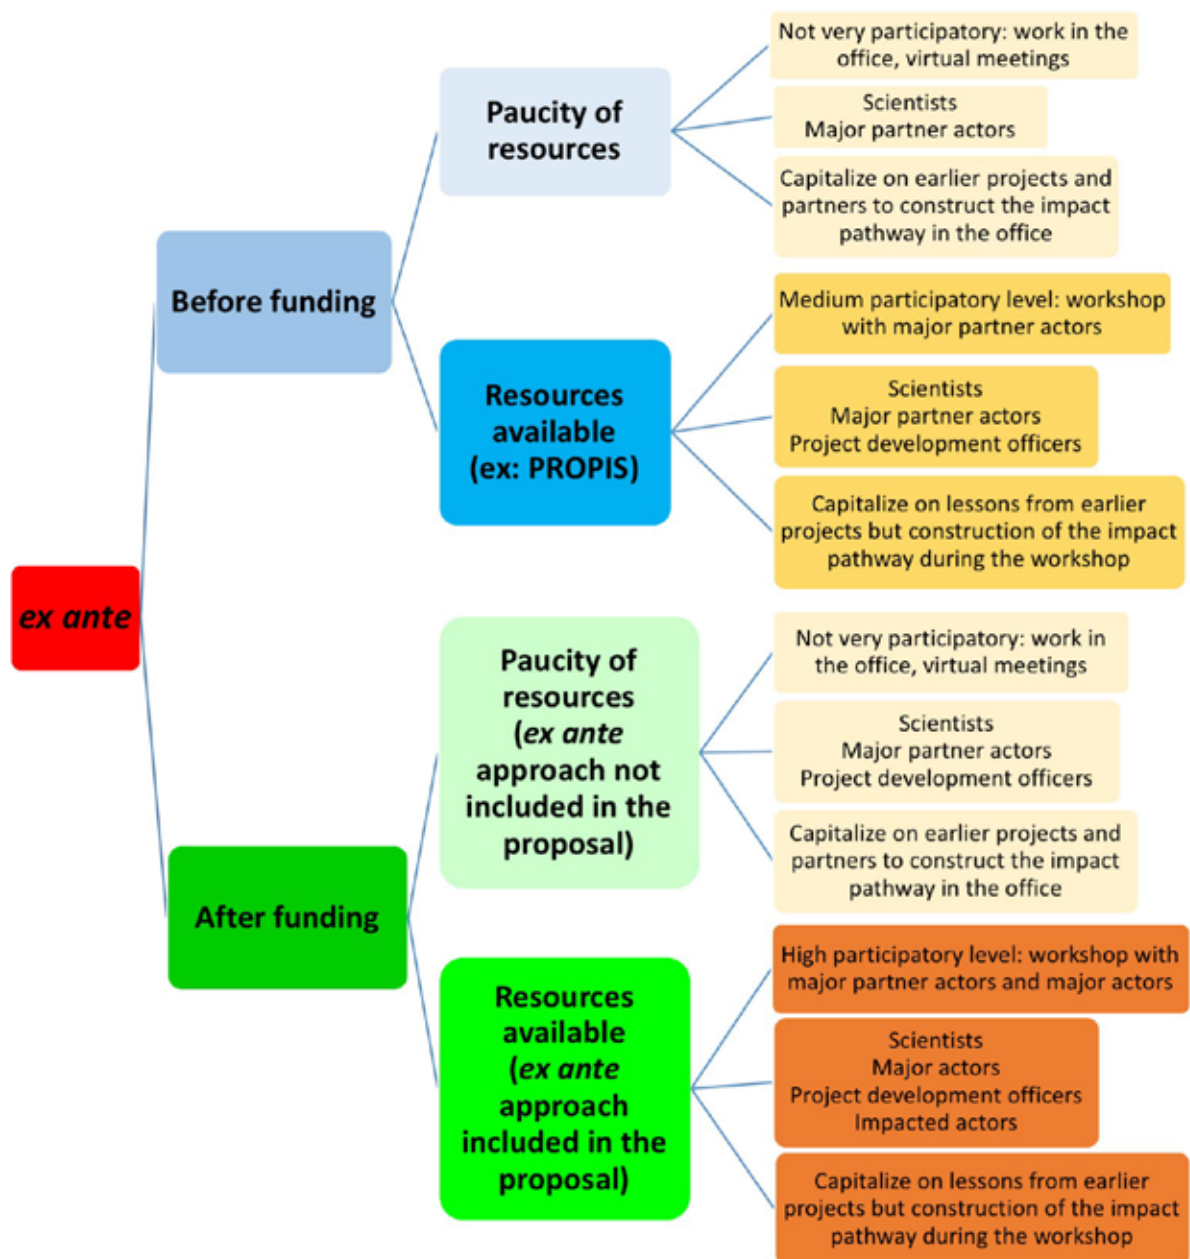 ex ante
Before funding
Paucity of
resources
Not very participatory: work in the
office, virtual meetings
Scientists
Major partner actors
Capitalize on earlier projects and
partners to construct the impact
pathway in the office
Resources
available
(ex: PROPIS)
Medium participatory level: workshop
with major partner actors
Scientists
Major partner actors
Project development officers
Capitalize on lessons from earlier
projects but construction of the impact
pathway during the workshop
After funding
Paucity of
resources
(ex ante
approach not
included in the
proposal)
Not very participatory: work in
the office, virtual meetings
Scientists
Major partner actors
Project development officers
Capitalize on earlier projects and
partners to construct the impact
pathway in the office
Resources
available
(ex ante
approach
included in the
proposal)
High participatory level: workshop with
major partner actors and major actors
Scientists
Major actors
Project development officers
Impacted actors
Capitalize on lessons from earlier
projects but construction of the impact
pathway during the workshop